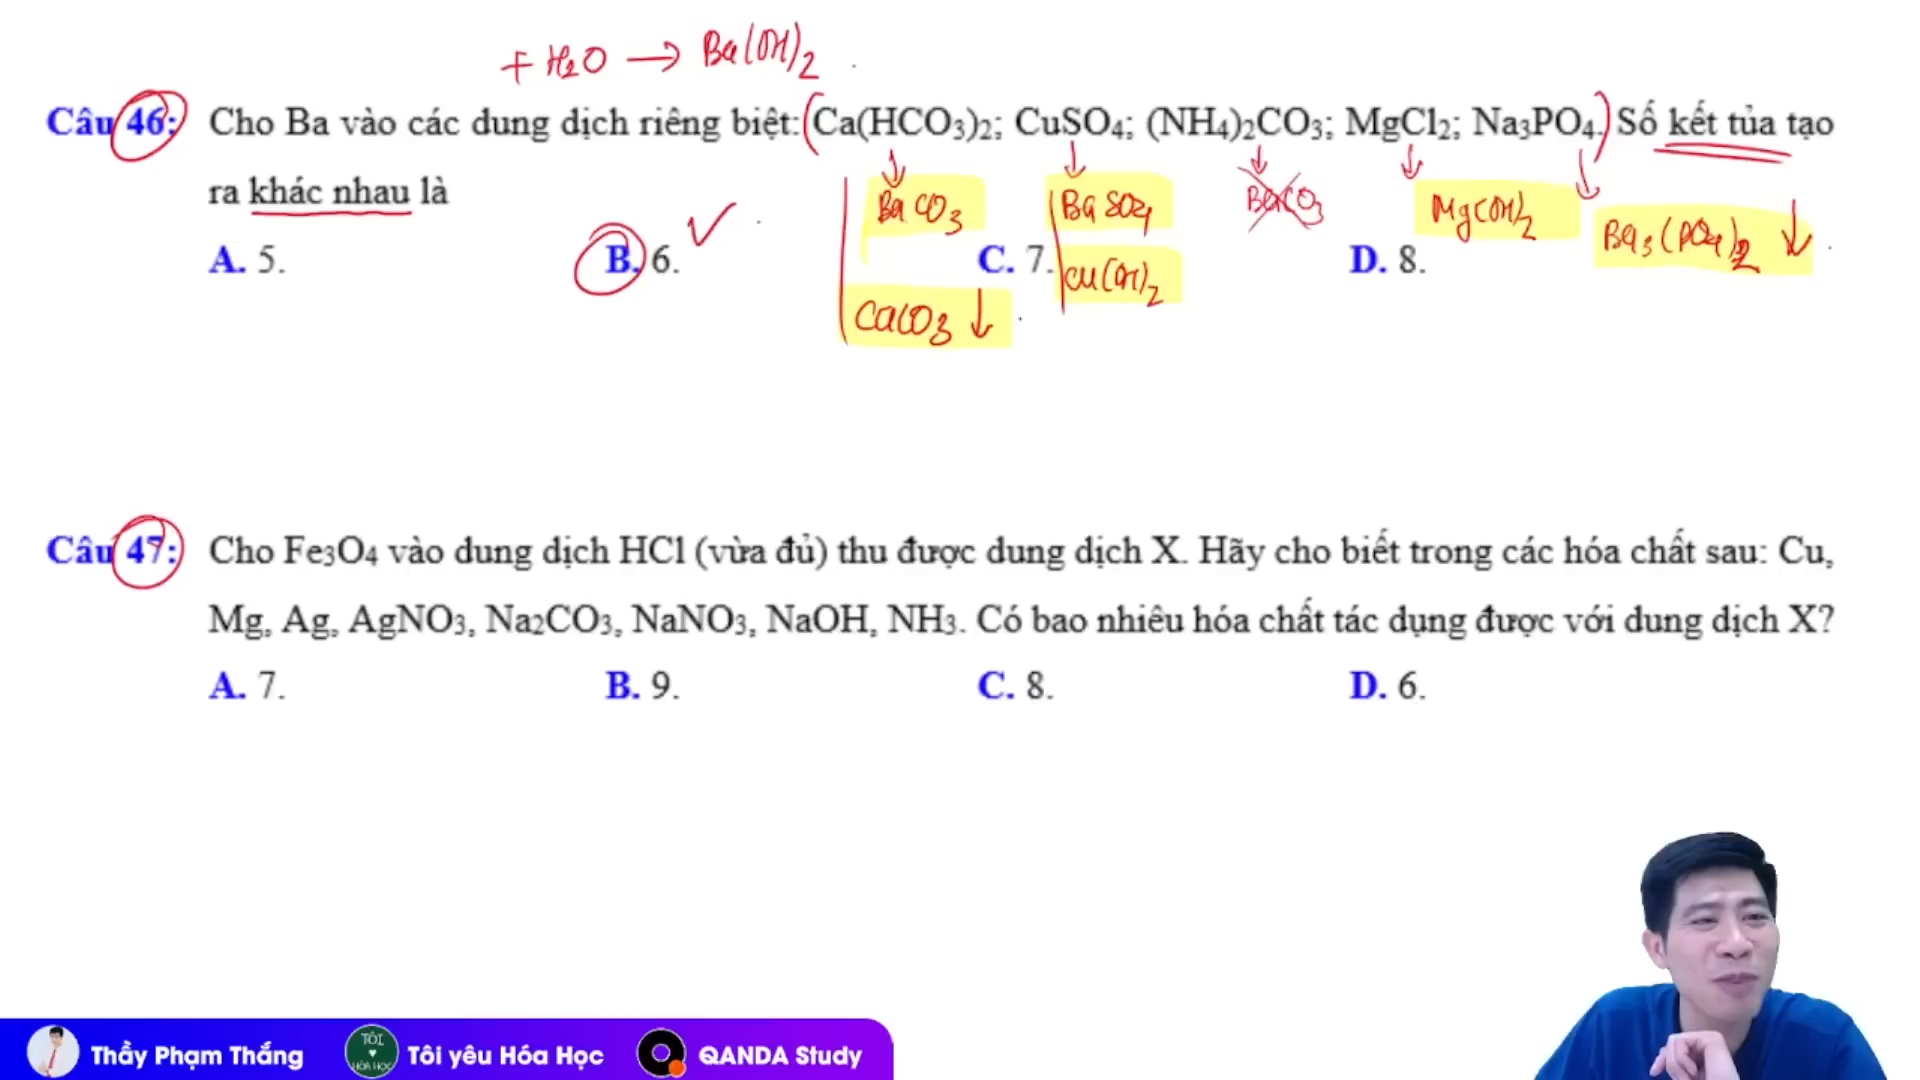 + H₂O → Ba(OH)₂
Câu 46: Cho Ba vào các dung dịch riêng biệt: Ca(HCO₃)₂; CuSO₄; (NH₄)₂CO₃; MgCl₂; Na₃PO₄. Số kết tủa tạo
ra khác nhau là
BaCO₃ BaSO₄ BaCO₃ Mg(OH)₂ Ba₃(PO₄)₂ ↓
A. 5. B. 6. C. 7. D. 8.
CaCO₃ ↓ Cu(OH)₂
Câu 47: Cho Fe₃O₄ vào dung dịch HCl (vừa đủ) thu được dung dịch X. Hãy cho biết trong các hóa chất sau: Cu,
Mg, Ag, AgNO₃, Na₂CO₃, NaNO₃, NaOH, NH₃. Có bao nhiêu hóa chất tác dụng được với dung dịch X?
A. 7. B. 9. C. 8. D. 6.
Thầy Phạm Thắng TÔI ♥ HÓA HỌC Tôi yêu Hóa Học QANDA Study